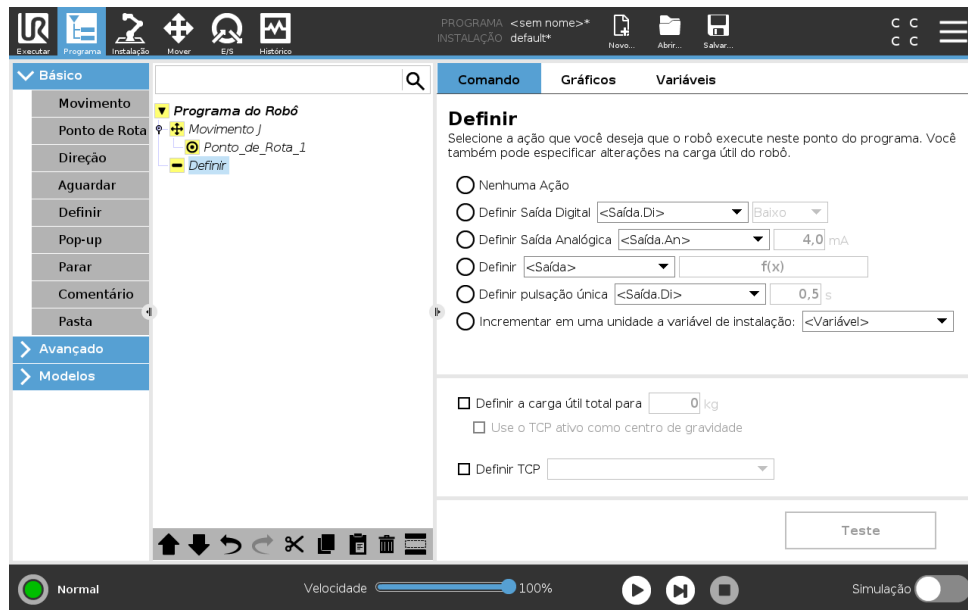 PROGRAMA <sem nome>*
INSTALAÇÃO default*
Executar Programa Instalação Mover E/S Histórico
Novo... Abrir... Salvar...
C C
C C
Básico
Movimento
Ponto de Rota
Direção
Aguardar
Definir
Pop-up
Parar
Comentário
Pasta
Avançado
Modelos
Programa do Robô
Movimento J
Ponto_de_Rota_1
Definir
Comando Gráficos Variáveis
Definir
Selecione a ação que você deseja que o robô execute neste ponto do programa. Você
também pode especificar alterações na carga útil do robô.
Nenhuma Ação
Definir Saída Digital <Saída.Di> Baixo
Definir Saída Analógica <Saída.An> 4,0 mA
Definir <Saída> f(x)
Definir pulsação única <Saída.Di> 0,5 s
Incrementar em uma unidade a variável de instalação: <Variável>
Definir a carga útil total para 0 kg
Use o TCP ativo como centro de gravidade
Definir TCP
Teste
Normal
Velocidade 100%
Simulação